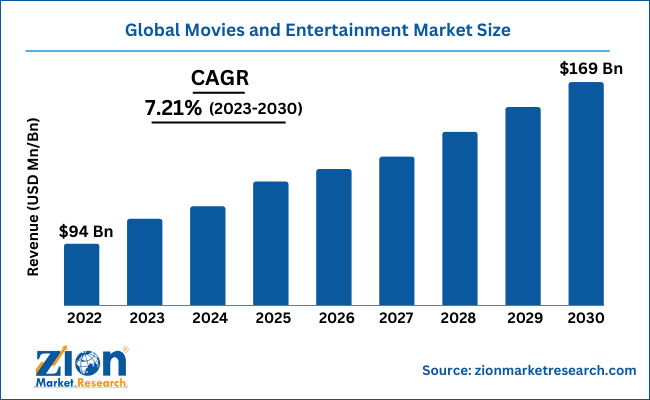 Global Movies and Entertainment Market Size
CAGR
7.21% (2023-2030)
$169 Bn
$94 Bn
Revenue (USD Mn/Bn)
2022 2023 2024 2025 2026 2027 2028 2029 2030
Zion®
Market.Research
Source: zionmarketresearch.com